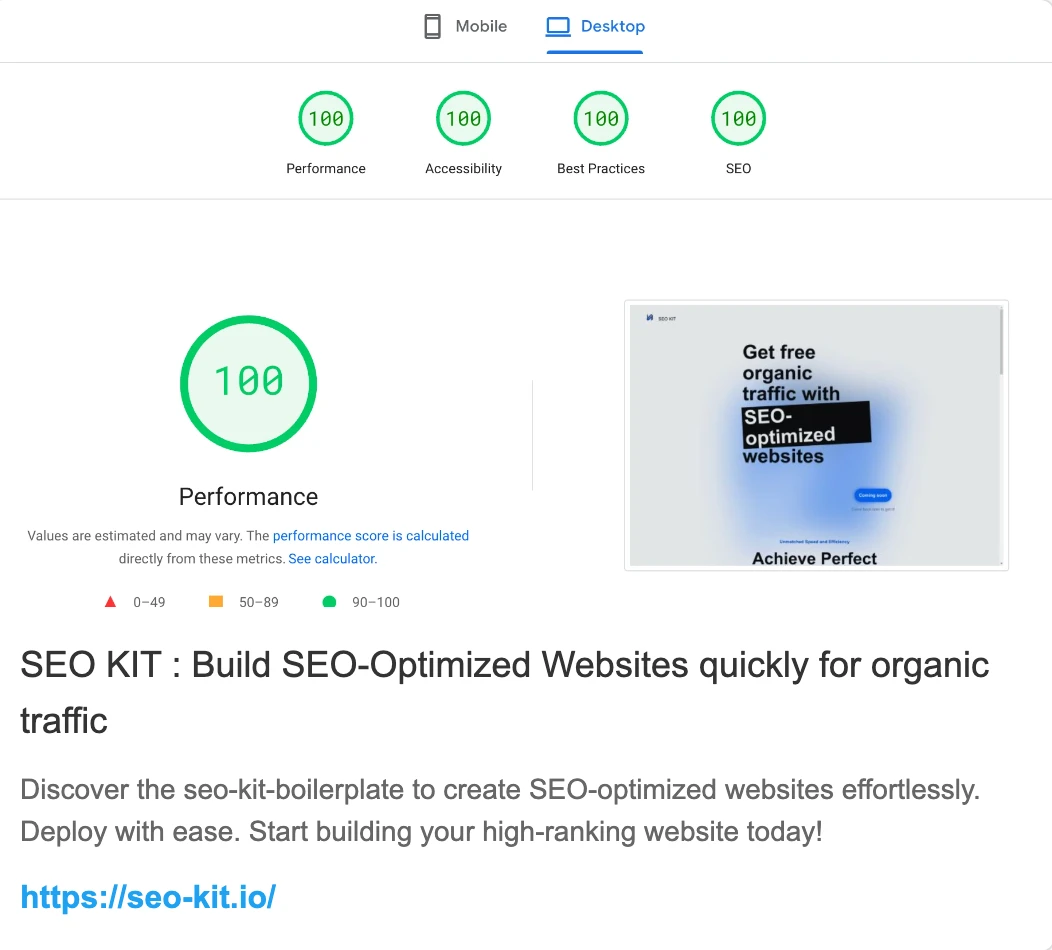 Mobile
Desktop
100
100
100
100
Performance
Accessibility
Best Practices
SEO
100
Performance
Values are estimated and may vary. The performance score is calculated
directly from these metrics. See calculator.
0–49
50–89
90–100
SEO KIT
Get free
organic
traffic with
SEO-
optimized
websites
Coming soon
Unmatched Speed and Efficiency
Achieve Perfect
SEO KIT : Build SEO-Optimized Websites quickly for organic
traffic
Discover the seo-kit-boilerplate to create SEO-optimized websites effortlessly.
Deploy with ease. Start building your high-ranking website today!
https://seo-kit.io/